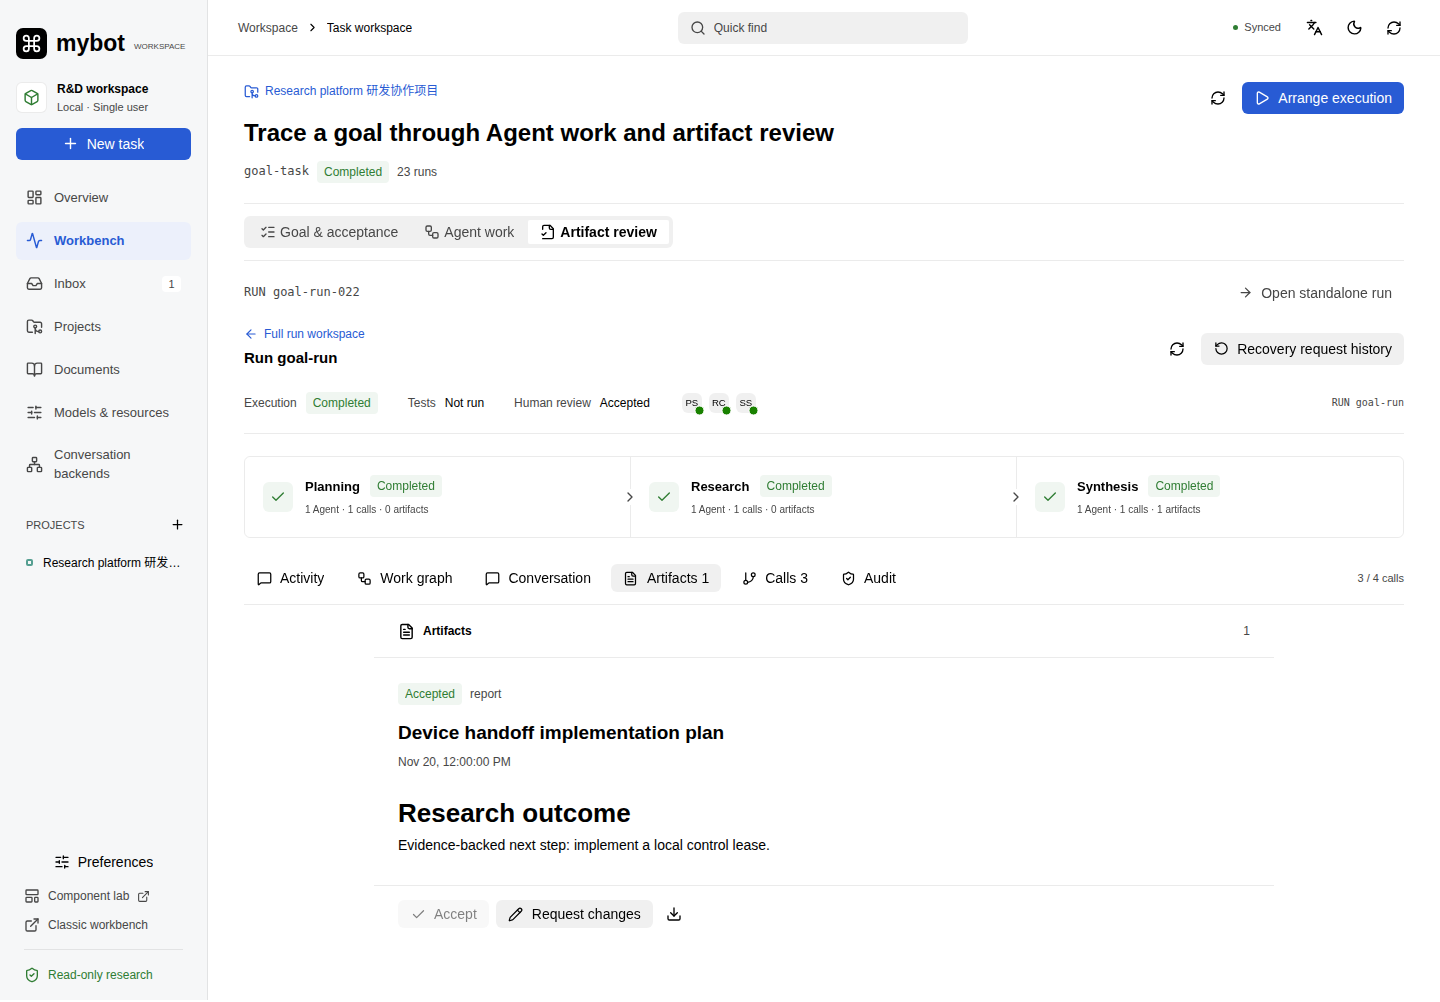 mybot WORKSPACE
R&D workspace
Local · Single user
New task
Overview
Workbench
Inbox 1
Projects
Documents
Models & resources
Conversation
backends
PROJECTS
Research platform 研发…
Preferences
Component lab
Classic workbench
Read-only research
Workspace Task workspace
Quick find
Synced
Research platform 研发协作项目
Arrange execution
Trace a goal through Agent work and artifact review
goal-task Completed 23 runs
Goal & acceptance Agent work Artifact review
RUN goal-run-022
Open standalone run
Full run workspace
Run goal-run
Recovery request history
Execution Completed Tests Not run Human review Accepted PS RC SS RUN goal-run
Planning Completed
1 Agent · 1 calls · 0 artifacts
Research Completed
1 Agent · 1 calls · 0 artifacts
Synthesis Completed
1 Agent · 1 calls · 1 artifacts
Activity Work graph Conversation Artifacts 1 Calls 3 Audit 3 / 4 calls
Artifacts 1
Accepted report
Device handoff implementation plan
Nov 20, 12:00:00 PM
Research outcome
Evidence-backed next step: implement a local control lease.
Accept Request changes